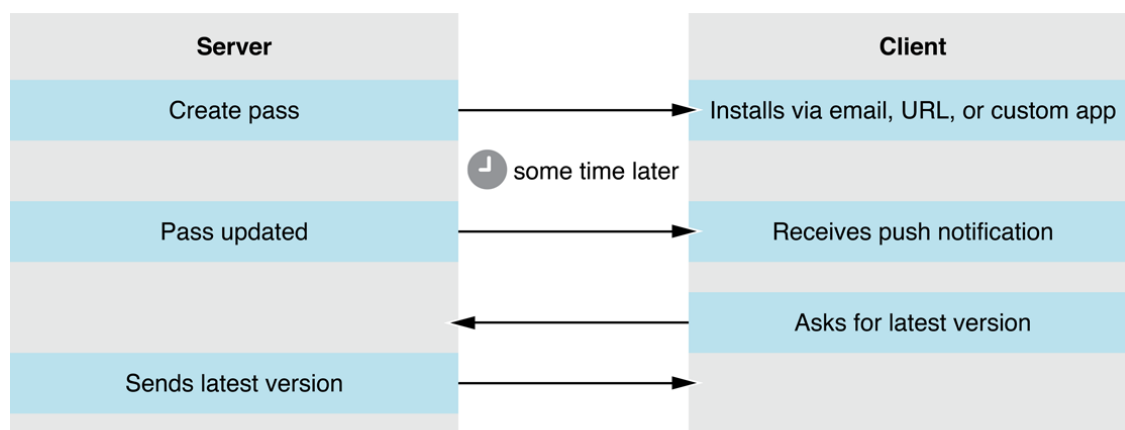 Server
Client
Create pass
Installs via email, URL, or custom app
some time later
Pass updated
Receives push notification
Asks for latest version
Sends latest version